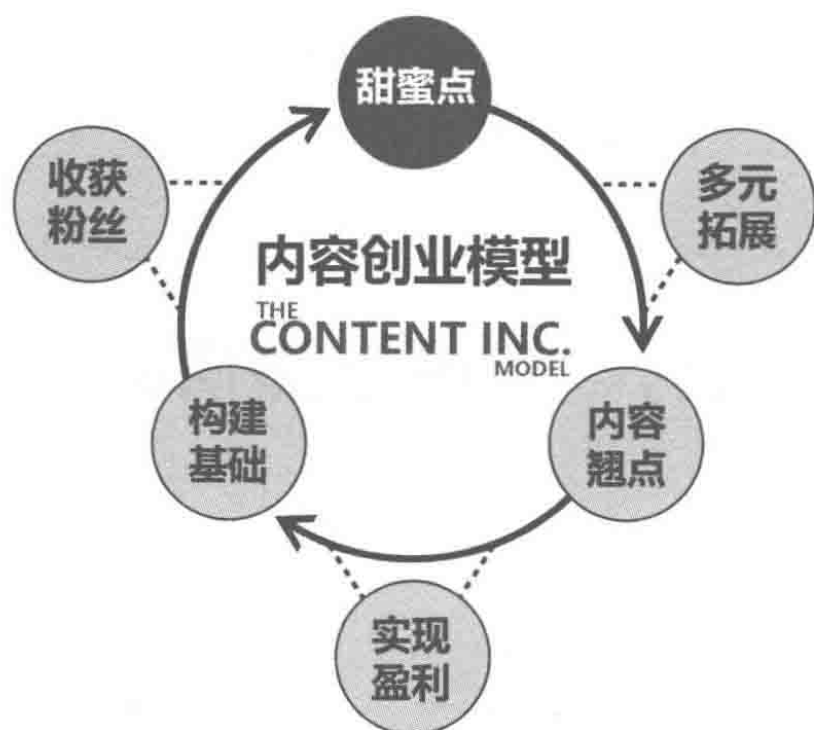 甜蜜点
收获
粉丝
多元
拓展
内容创业模型
THE
CONTENT INC.
MODEL
构建
基础
内容
翘点
实现
盈利